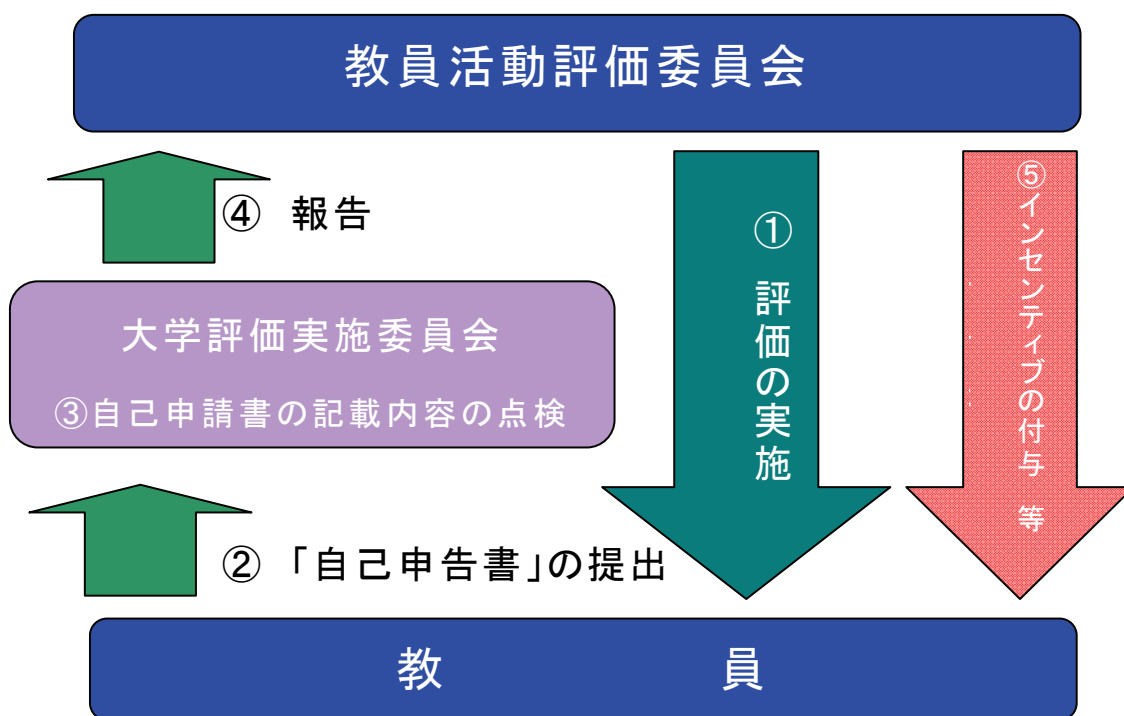 教員活動評価委員会
④ 報告
大学評価実施委員会
③自己申請書の記載内容の点検
② 「自己申告書」の提出
① 評価の実施
⑤インセンティブの付与 等
教 員